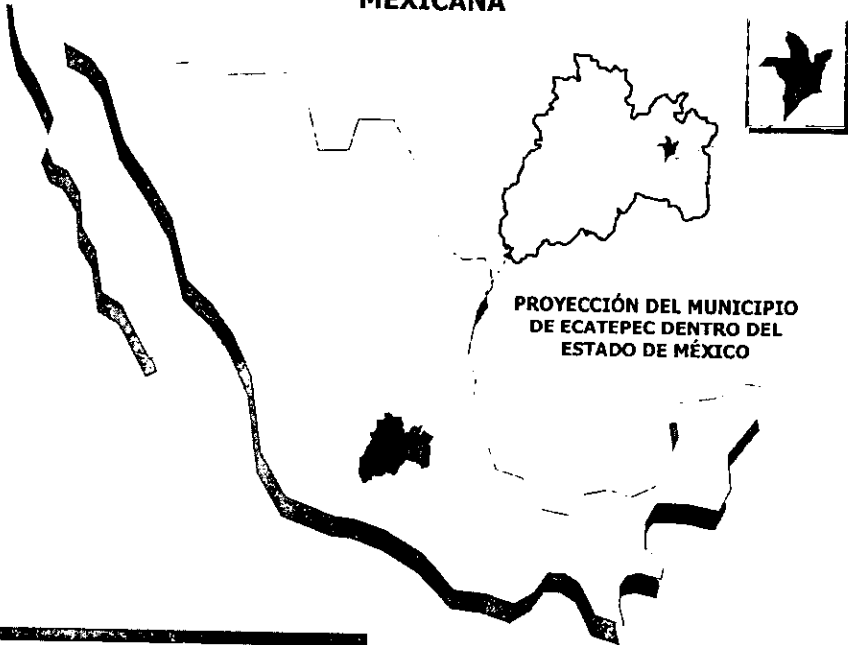 MEXICANA
PROYECCIÓN DEL MUNICIPIO
DE ECATEPEC DENTRO DEL
ESTADO DE MÉXICO